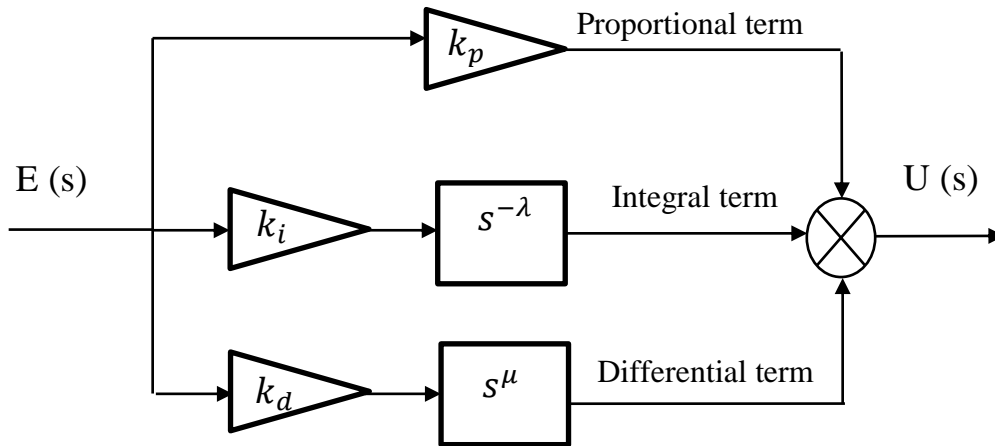 Proportional term
k_p
E (s)
U (s)
Integral term
k_i
s^{-λ}
Differential term
k_d
s^μ